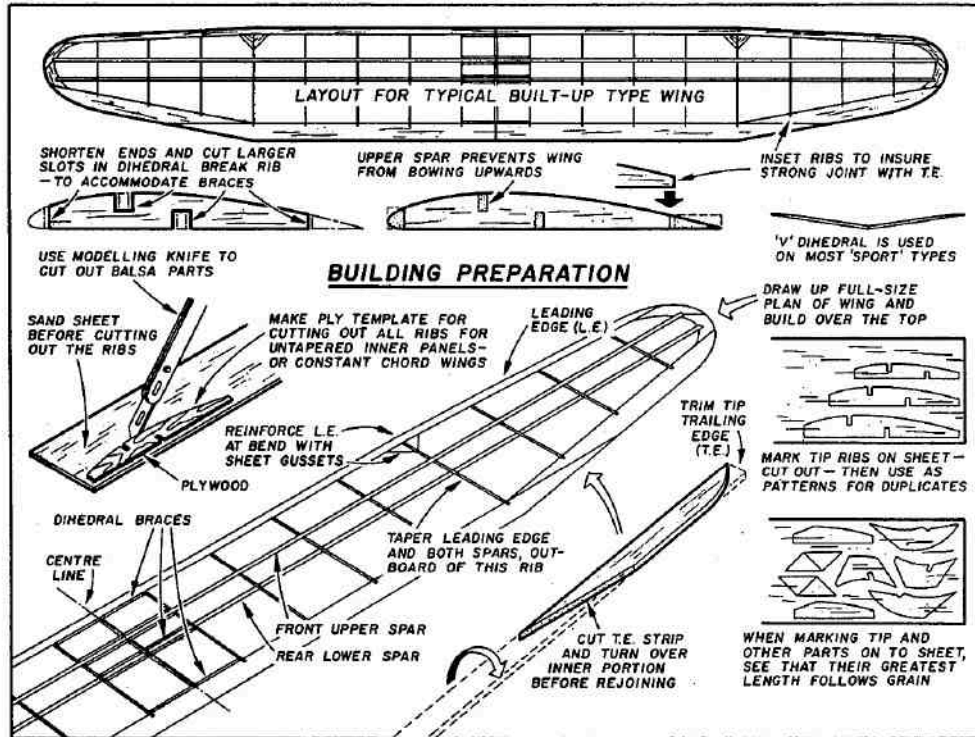 LAYOUT FOR TYPICAL BUILT-UP TYPE WING
SHORTEN ENDS AND CUT LARGER
SLOTS IN DIHEDRAL BREAK RIB
—TO ACCOMMODATE BRACES
UPPER SPAR PREVENTS WING
FROM BOWING UPWARDS
INSET RIBS TO INSURE
STRONG JOINT WITH T.E.
'V' DIHEDRAL IS USED
ON MOST 'SPORT' TYPES
USE MODELLING KNIFE TO
CUT OUT BALSA PARTS
BUILDING PREPARATION
SAND SHEET
BEFORE CUTTING
OUT THE RIBS
MAKE PLY TEMPLATE FOR
CUTTING OUT ALL RIBS FOR
UNTAPERED INNER PANELS—
OR CONSTANT CHORD WINGS
LEADING
EDGE (L.E.)
DRAW UP FULL-SIZE
PLAN OF WING AND
BUILD OVER THE TOP
REINFORCE L.E.
AT BEND WITH
SHEET GUSSETS
PLYWOOD
TRIM TIP
TRAILING
EDGE
(T.E.)
MARK TIP RIBS ON SHEET—
CUT OUT—THEN USE AS
PATTERNS FOR DUPLICATES
DIHEDRAL BRACES
CENTRE
LINE
TAPER LEADING EDGE
AND BOTH SPARS, OUT-
BOARD OF THIS RIB
FRONT UPPER SPAR
REAR LOWER SPAR
CUT T.E. STRIP
AND TURN OVER
INNER PORTION
BEFORE REJOINING
WHEN MARKING TIP AND
OTHER PARTS ON TO SHEET,
SEE THAT THEIR GREATEST
LENGTH FOLLOWS GRAIN